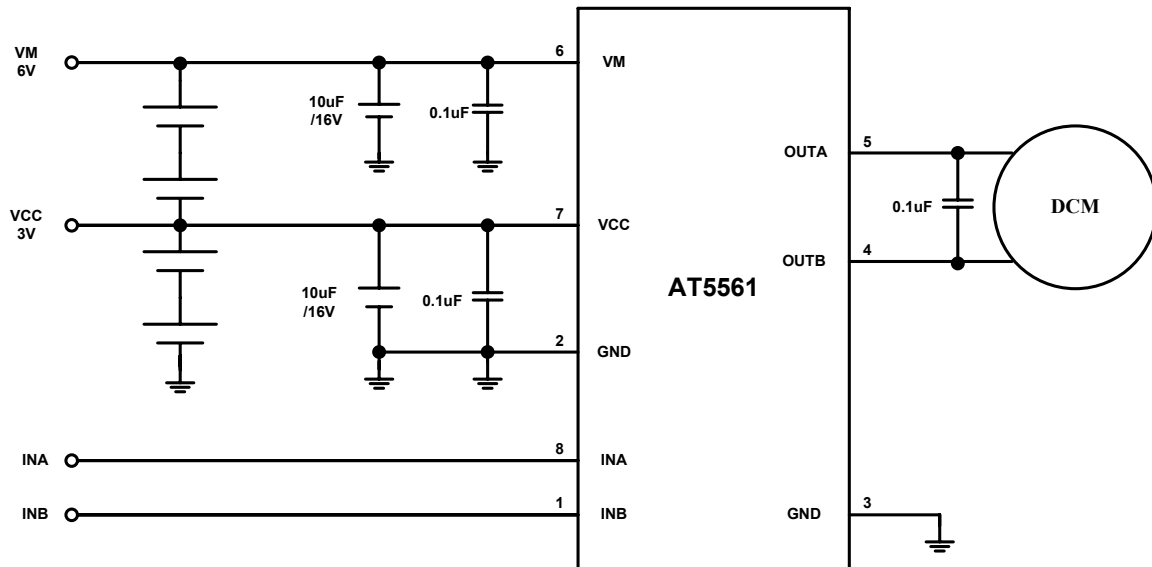 VM
6V
10uF
/16V
0.1uF
6
VM
OUTA
5
0.1uF
DCM
VCC
3V
7
VCC
OUTB
4
AT5561
10uF
/16V
0.1uF
2
GND
INA
8
INA
INB
1
INB
GND
3